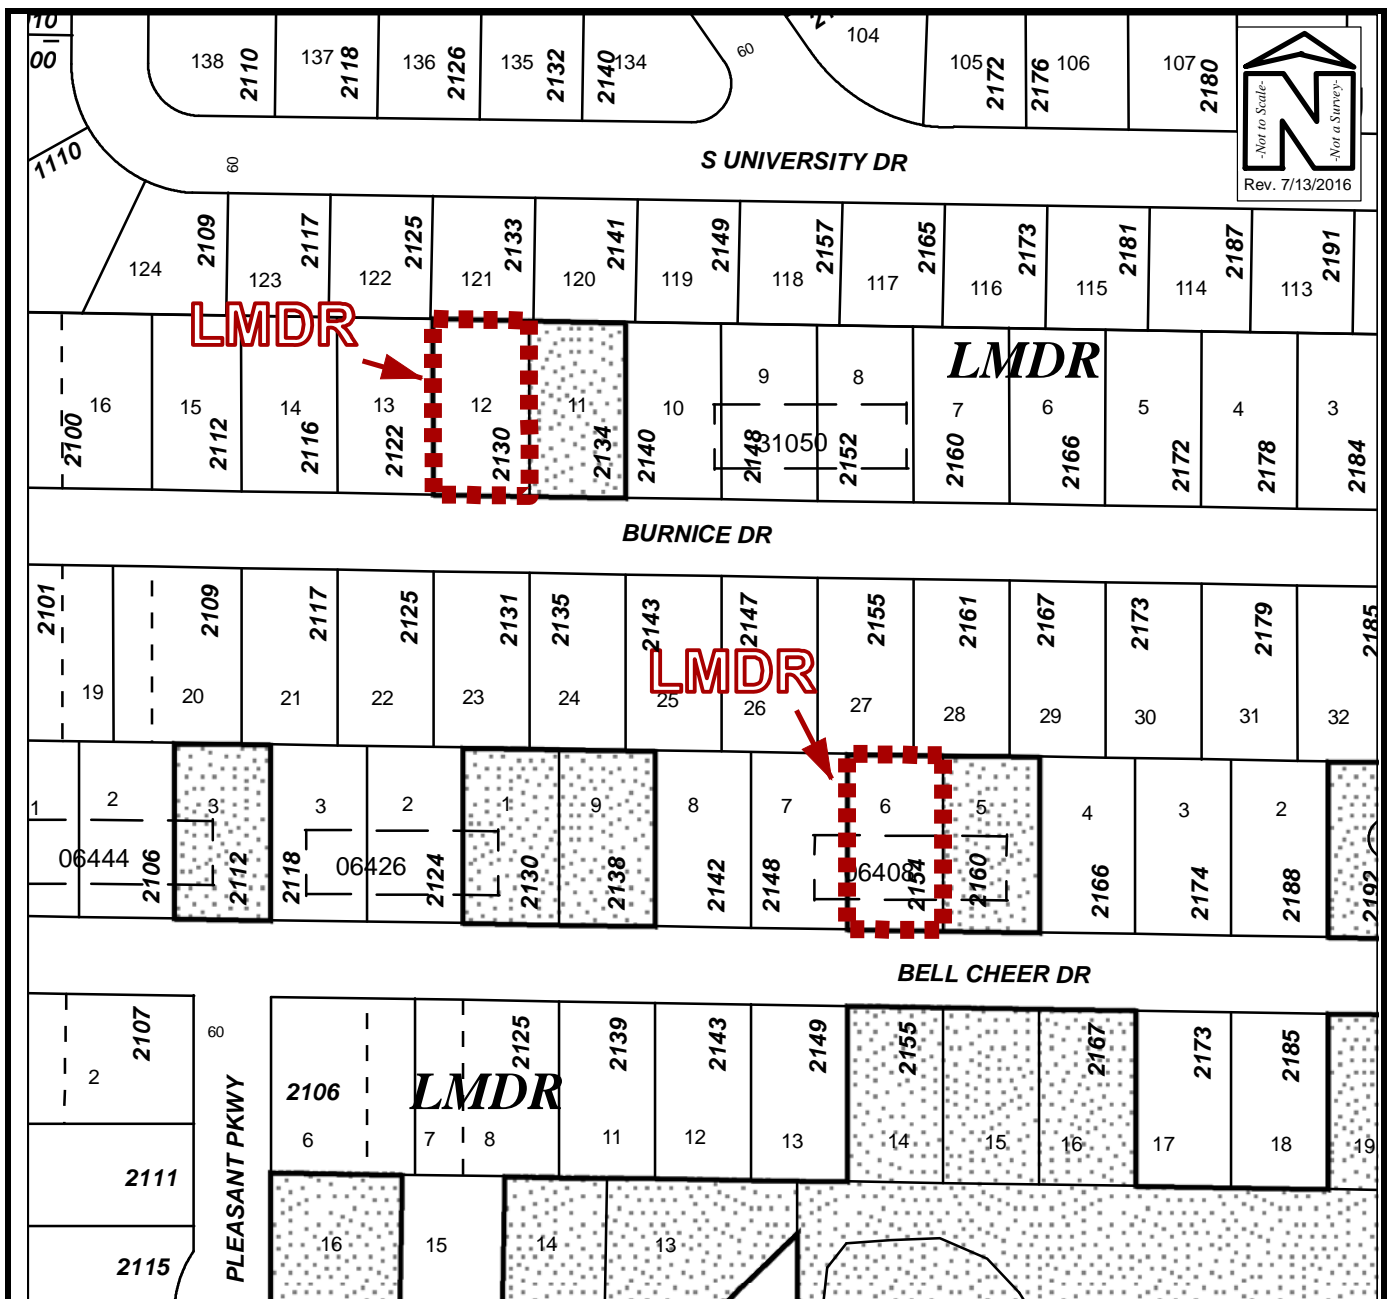 10
00
138 2110 137 2118 136 2126 135 2132 2140 134 60 104 105 2172 2176 106 107 2180
-Not to Scale-
-Not a Survey-
Rev. 7/13/2016
1110
60
S UNIVERSITY DR
124 2109 123 2117 122 2125 121 2133 120 2141 119 2149 118 2157 117 2165 116 2173 115 2181 114 2187 113 2191
LMDR
LMDR
16 2100 15 2112 14 2116 13 2122 12 2130 11 2134 10 2140 9 2148 31050 8 2152 7 2160 6 2166 5 2172 4 2178 3 2184
BURNICE DR
2101 2109 2117 2125 2131 2135 2143 2147 2155 2161 2167 2173 2179 2185
LMDR
19 20 21 22 23 24 25 26 27 28 29 30 31 32
1 2 3 3 2 1 9 8 7 6 5 4 3 2
06444 2106 2112 2118 06426 2124 2130 2138 2142 2148 06408 2154 2160 2166 2174 2188 2192
BELL CHEER DR
2107 60 2125 2139 2143 2149 2155 2167 2173 2185
2 2106 LMDR
6 7 8 11 12 13 14 15 16 17 18 19
PLEASANT PKWY
2111
16 15 14 13
2115